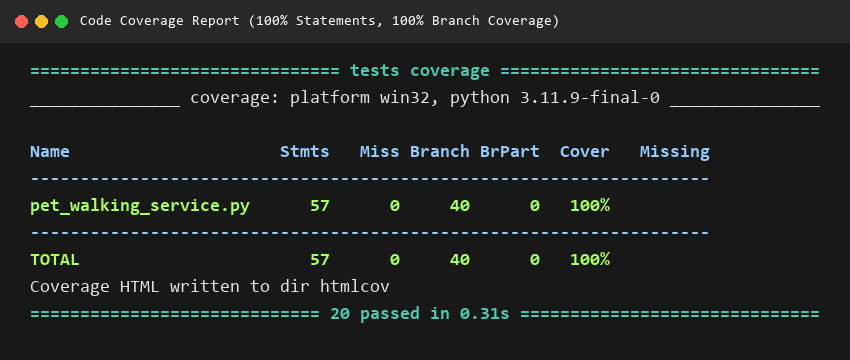 Code Coverage Report (100% Statements, 100% Branch Coverage)
=============================== tests coverage ================================
_______________ coverage: platform win32, python 3.11.9-final-0 _______________
Name                     Stmts   Miss Branch BrPart  Cover   Missing
--------------------------------------------------------------------
pet_walking_service.py      57      0     40      0   100%
--------------------------------------------------------------------
TOTAL                       57      0     40      0   100%
Coverage HTML written to dir htmlcov
============================= 20 passed in 0.31s ==============================